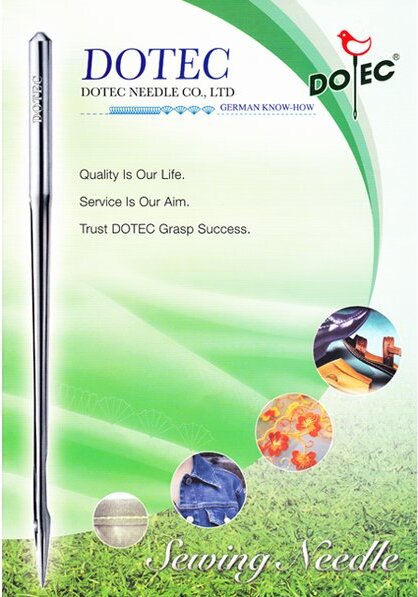 DOTEC
DOTEC
DOTEC NEEDLE CO., LTD
GERMAN KNOW-HOW
DOTEC®
Quality Is Our Life.
Service Is Our Aim.
Trust DOTEC Grasp Success.
Sewing Needle